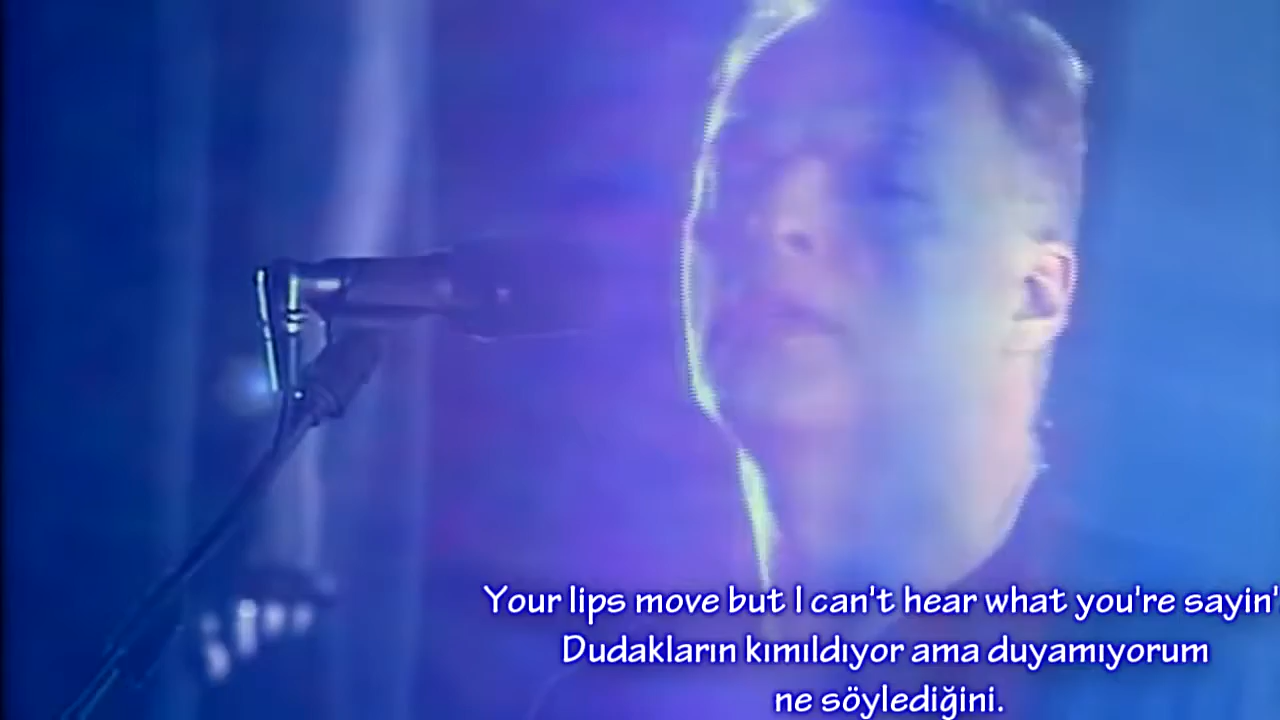 Your lips move but I can't hear what you're sayin'
Dudakların kımıldıyor ama duyamıyorum
ne söylediğini.